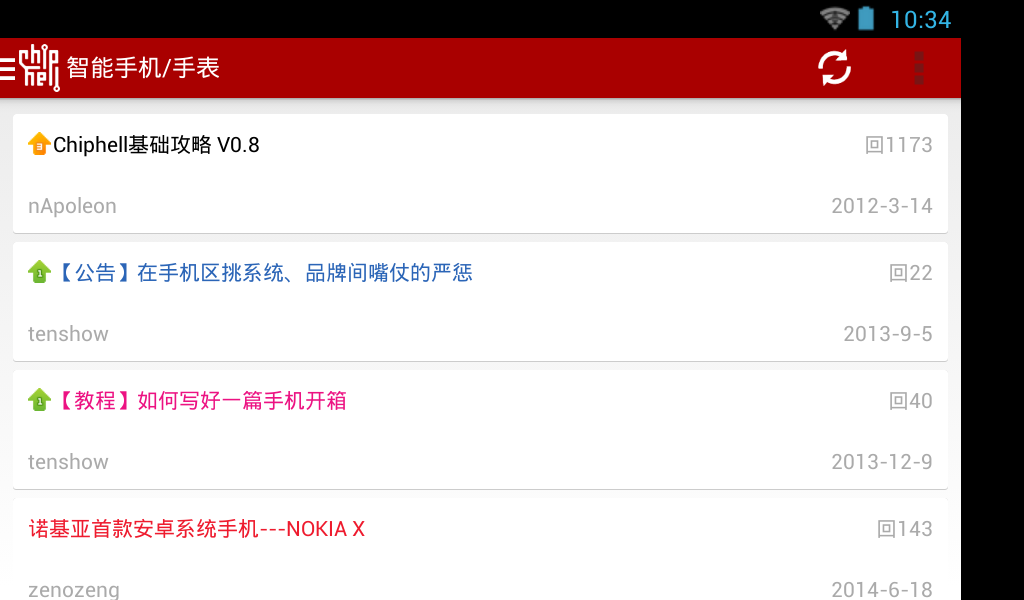 10:34
chip hell 智能手机/手表
3 Chiphell基础攻略 V0.8 回1173
nApoleon 2012-3-14
1 【公告】在手机区挑系统、品牌间嘴仗的严惩 回22
tenshow 2013-9-5
1 【教程】如何写好一篇手机开箱 回40
tenshow 2013-12-9
诺基亚首款安卓系统手机---NOKIA X 回143
zenozeng 2014-6-18